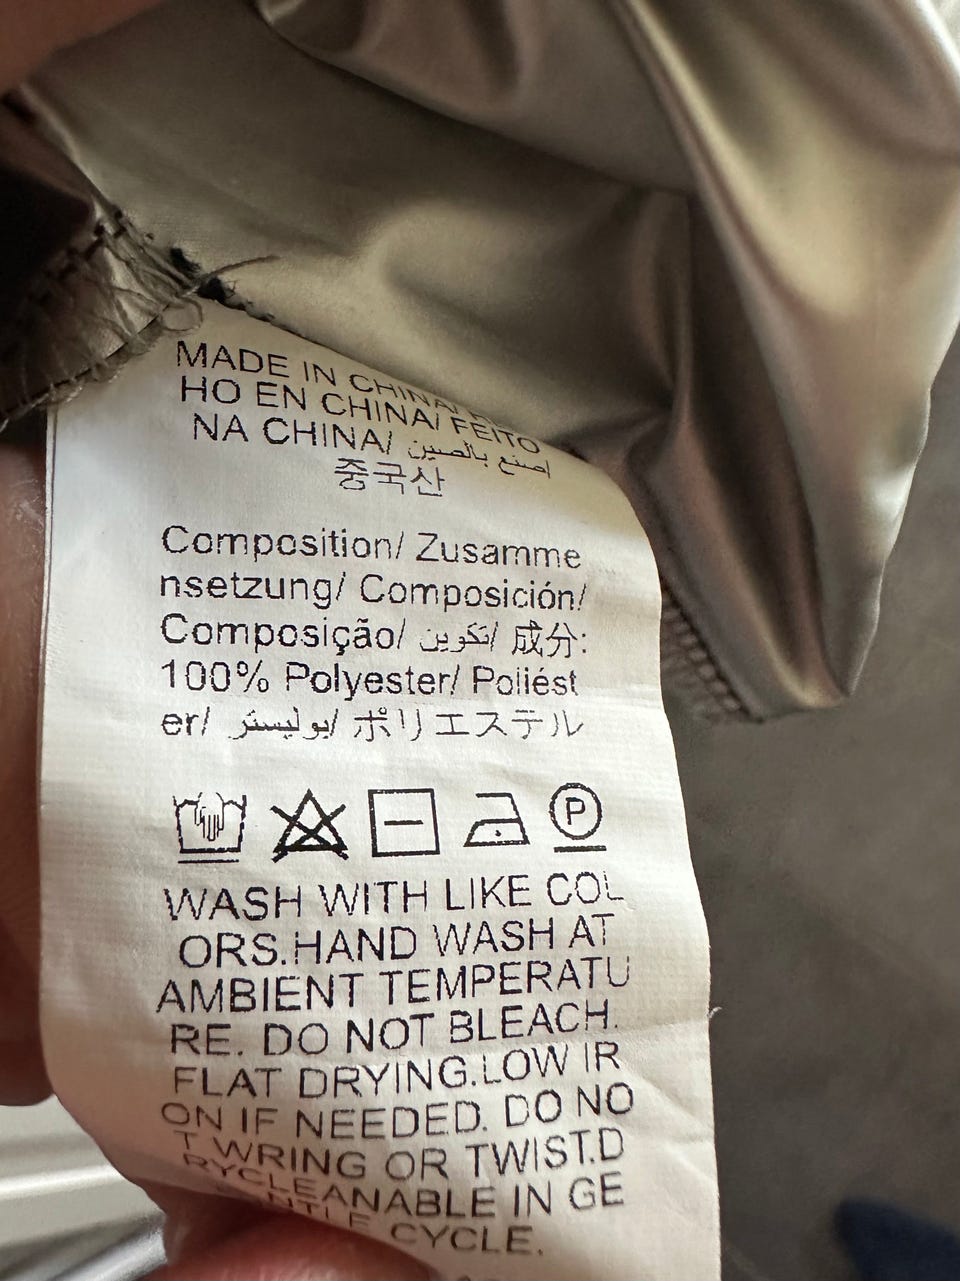 MADE IN CHINA/
HO EN CHINA/ FEITO
NA CHINA/ اصنع بالصين
중국산
Composition/ Zusamme
nsetzung/ Composición/
Composição/ اتكوين/ 成分:
100% Polyester/ Poliést
er/ ابوليستر/ ポリエステル
P
WASH WITH LIKE COL
ORS.HAND WASH AT
AMBIENT TEMPERATU
RE. DO NOT BLEACH.
FLAT DRYING.LOW IR
ON IF NEEDED. DO NO
T WRING OR TWIST.D
RYCLEANABLE IN GE
NTLE CYCLE.